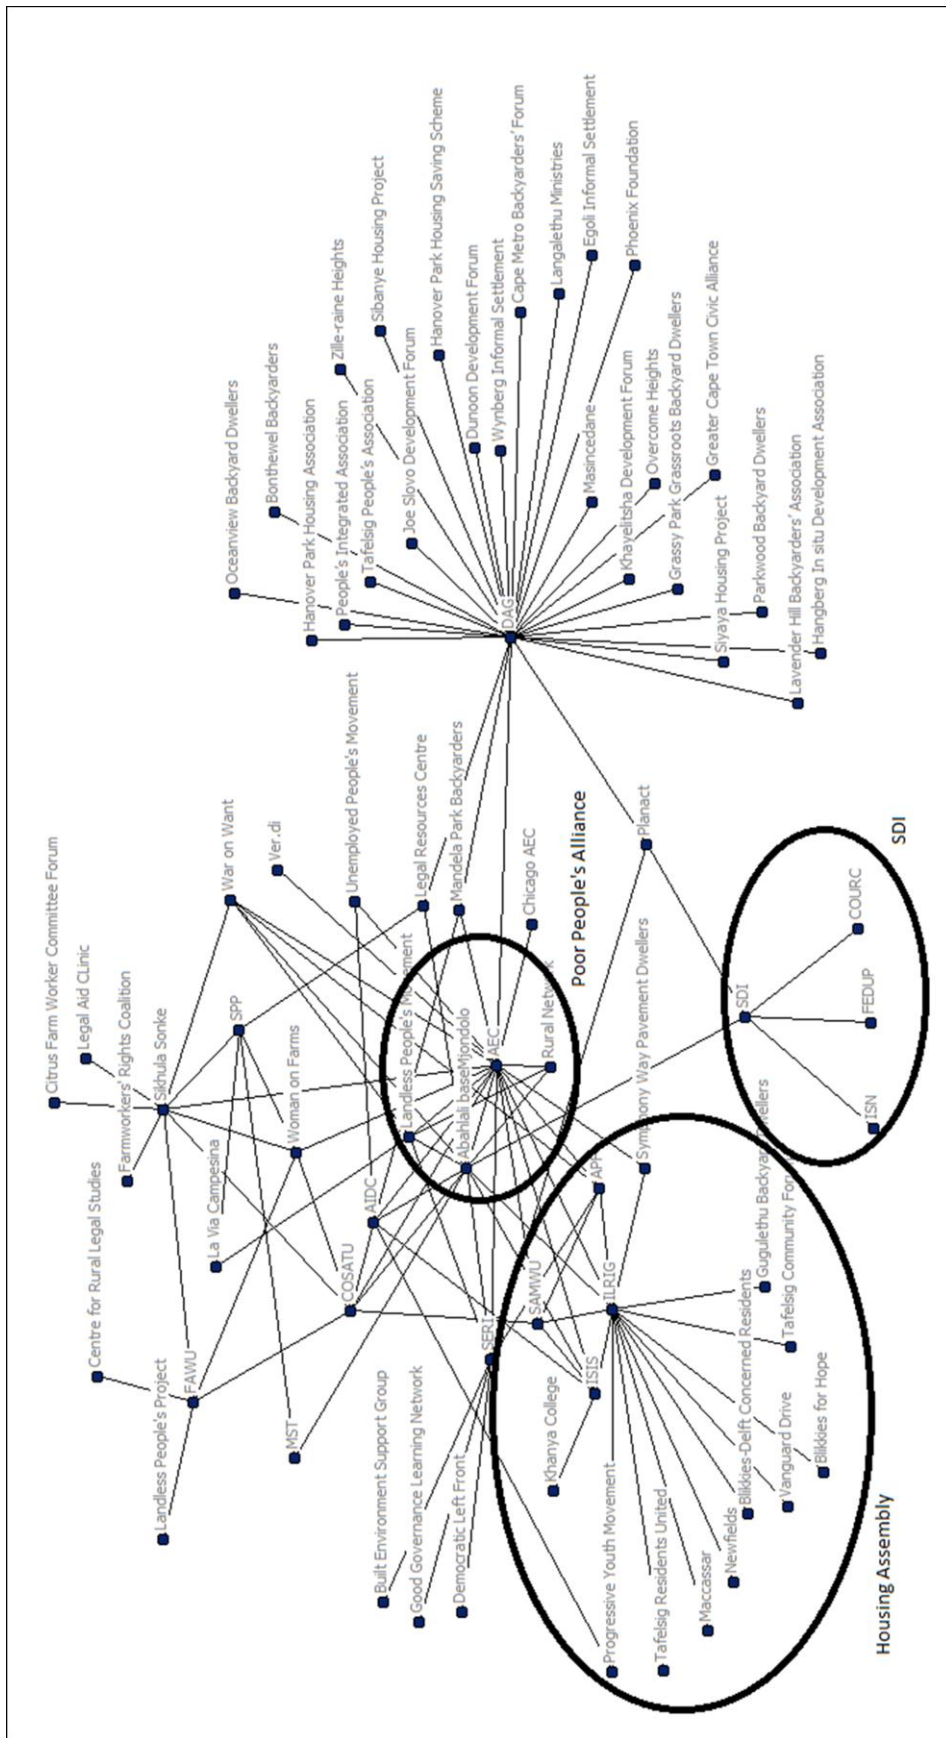 Citrus Farm Worker Committee Forum
Legal Aid CLinic
Farmworkers' Rights Coalition
Sikhula Sonke
Centre for Rural Legal Studies
Landless People's Project
FAWU
La Via Campesina
SPP
Woman on Farms
War on Want
Ver.di
Unemployed People's Movement
Legal Resources Centre
Mandela Park Backyarders
Chicago AEC
COSATU
AIDC
MST
Landless People's Movement
Abahlali baseMjondolo
AEC
Rural Network
Poor People's Alliance
Built Environment Support Group
Good Governance Learning Network
Democratic Left Front
SERI
SAMWU
APF
ISIS
ILRIG
Khanya College
Symphony Way Pavement Dwellers
Progressive Youth Movement
Tafelsig Residents United
Maccassar
Newfields
Blikkies-Delft Concerned Residents
Vanguard Drive
Blikkies for Hope
Tafelsig Community For
Gugulethu Backyar wellers
Housing Assembly
Planact
SDI
COURC
FEDUP
ISN
SDI
DAG
Oceanview Backyard Dwellers
Bonthewel Backyarders
Hanover Park Housing Association
People's Integrated Association
Tafelsig People's Association
Zille-raine Heights
Sibanye Housing Project
Joe Slovo Development Forum
Hanover Park Housing Saving Scheme
Dunoon Development Forum
Wynberg Informal Settlement
Cape Metro Backyarders' Forum
Langalethu Ministries
Egoli Informal Settlement
Phoenix Foundation
Masincedane
Khayelitsha Development Forum
Overcome Heights
Grassy Park Grassroots Backyard Dwellers
Greater Cape Town Civic Alliance
Siyaya Housing Project
Parkwood Backyard Dwellers
Lavender Hill Backyarders' Association
Hangberg In situ Development Association